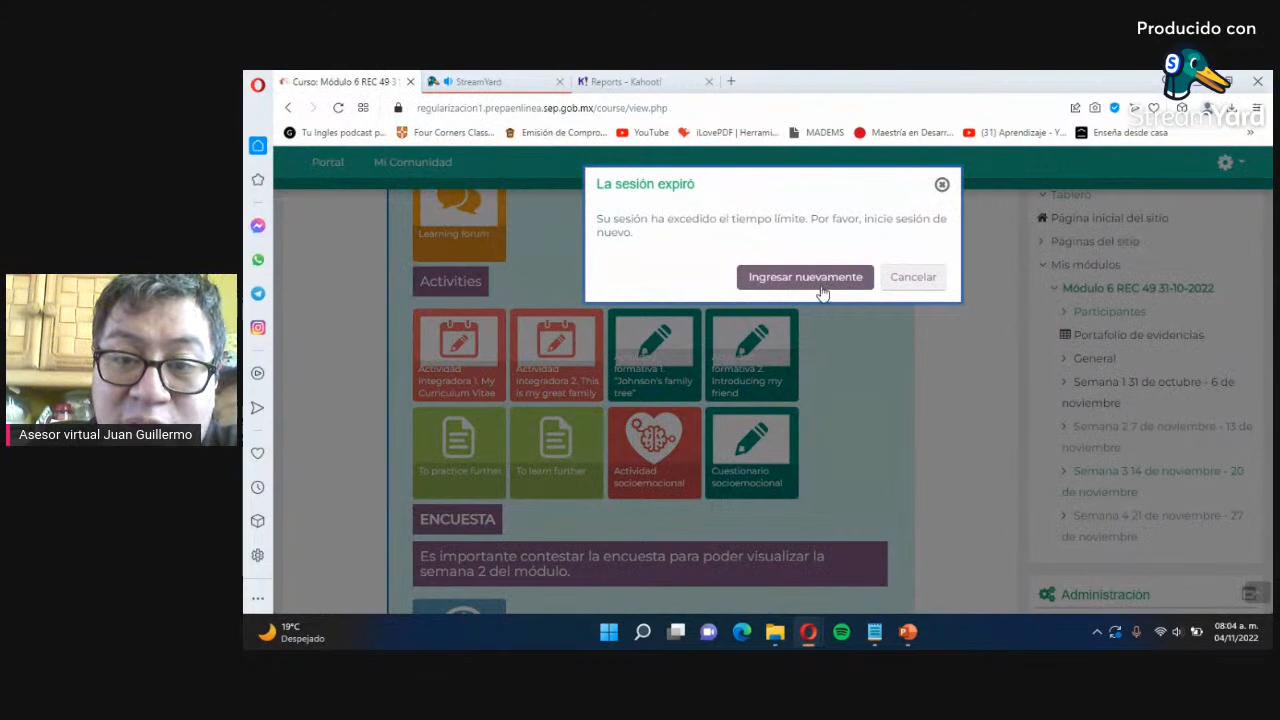 Producido con
StreamYard
Curso: Módulo 6 REC 49 31
StreamYard
Reports - Kahoot!
regularizacion1.prepaenlinea.sep.gob.mx/course/view.php
Tu Ingles podcast p...
Four Corners Class...
Emisión de Compro...
YouTube
iLovePDF | Herrami...
MADEMS
Maestría en Desarr...
(31) Aprendizaje - Y...
Enseña desde casa
Portal
Mi Comunidad
La sesión expiró
Su sesión ha excedido el tiempo límite. Por favor, inicie sesión de
nuevo.
Ingresar nuevamente
Cancelar
Learning forum
Activities
Actividad
integradora 1. My
Curriculum Vitae
Actividad
integradora 2. This
is my great family
Actividad
formativa 1.
"Johnson's family
tree"
Actividad
formativa 2.
Introducing my
friend
To practice further
To learn further
Actividad
socioemocional
Cuestionario
socioemocional
ENCUESTA
Es importante contestar la encuesta para poder visualizar la
semana 2 del módulo.
Tablero
Página inicial del sitio
Páginas del sitio
Mis módulos
Módulo 6 REC 49 31-10-2022
Participantes
Portafolio de evidencias
General
Semana 1 31 de octubre - 6 de
noviembre
Semana 2 7 de noviembre - 13 de
noviembre
Semana 3 14 de noviembre - 20
de noviembre
Semana 4 21 de noviembre - 27
de noviembre
Administración
Asesor virtual Juan Guillermo
19°C
Despejado
08:04 a. m.
04/11/2022